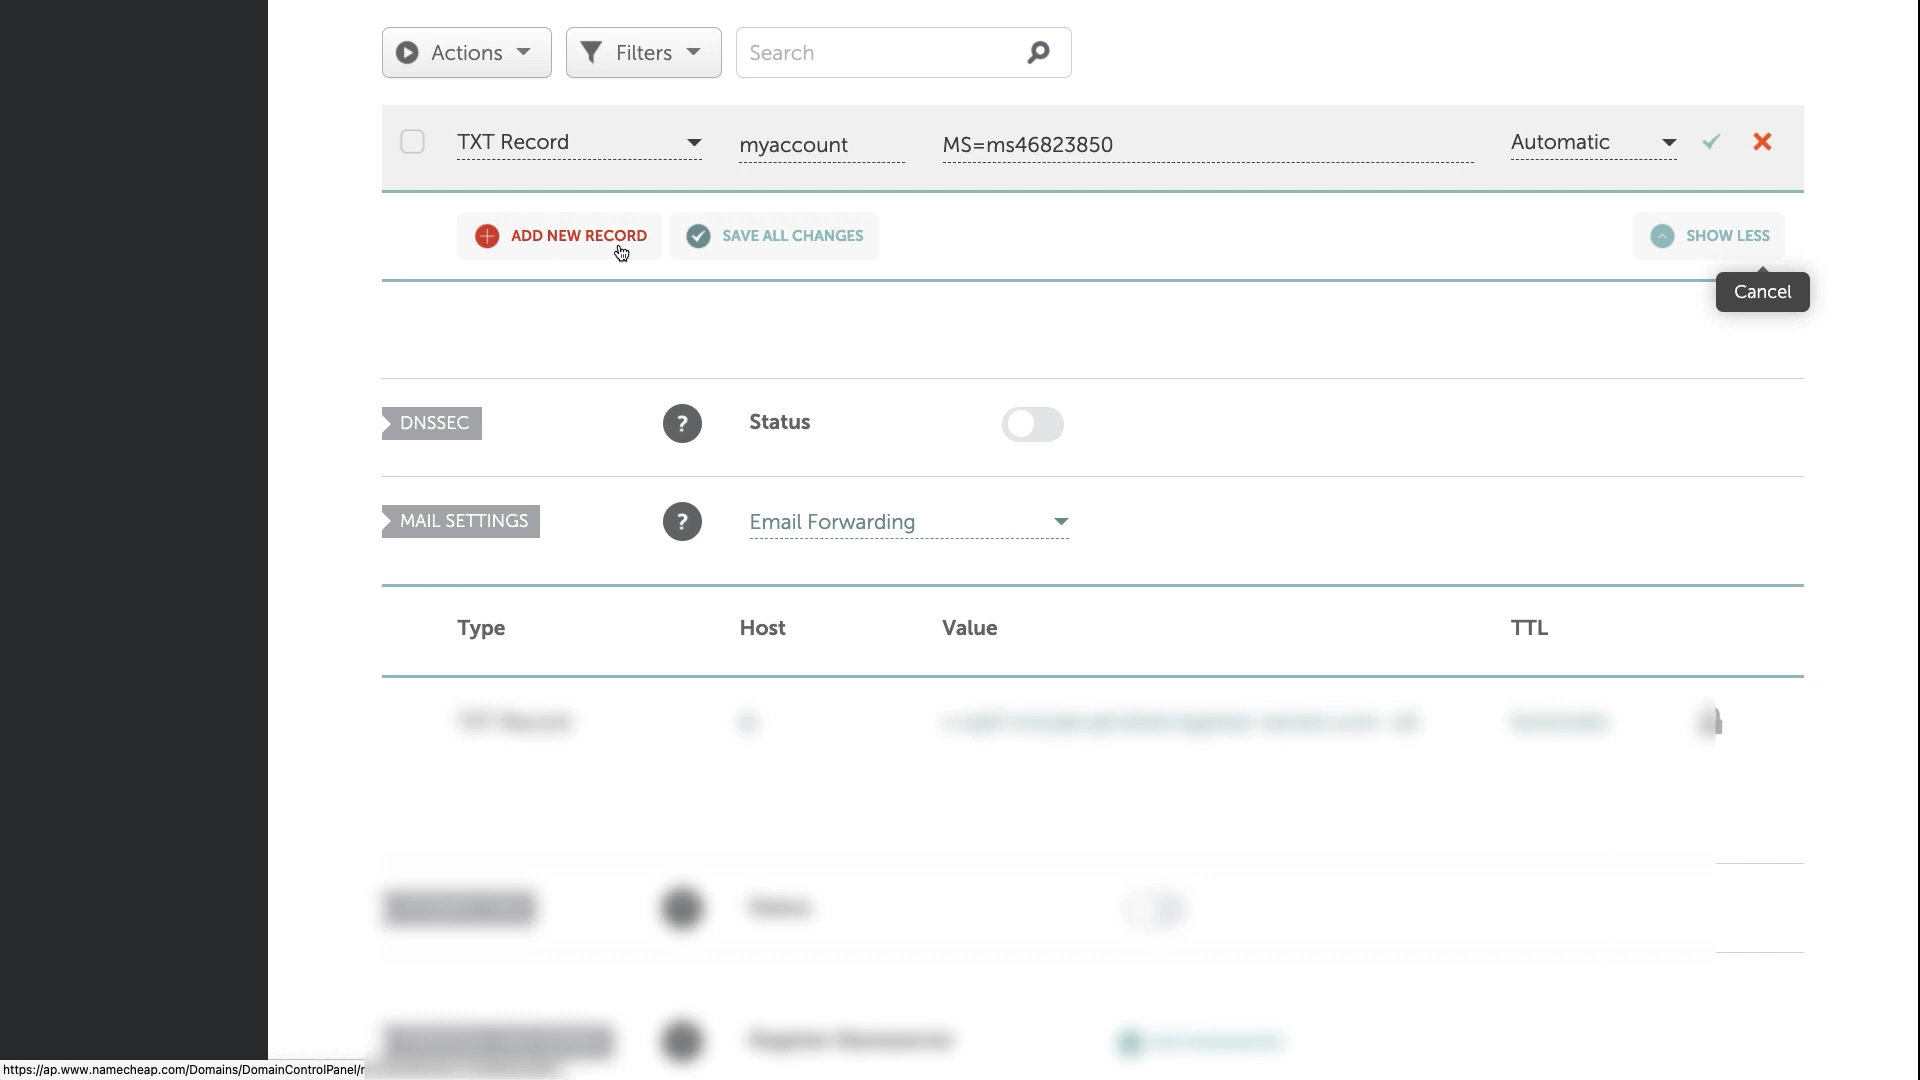 Actions
Filters
Search
TXT Record
myaccount
MS=ms46823850
Automatic
ADD NEW RECORD
SAVE ALL CHANGES
SHOW LESS
Cancel
DNSSEC
?
Status
MAIL SETTINGS
?
Email Forwarding
Type
Host
Value
TTL
https://ap.www.namecheap.com/Domains/DomainControlPanel/